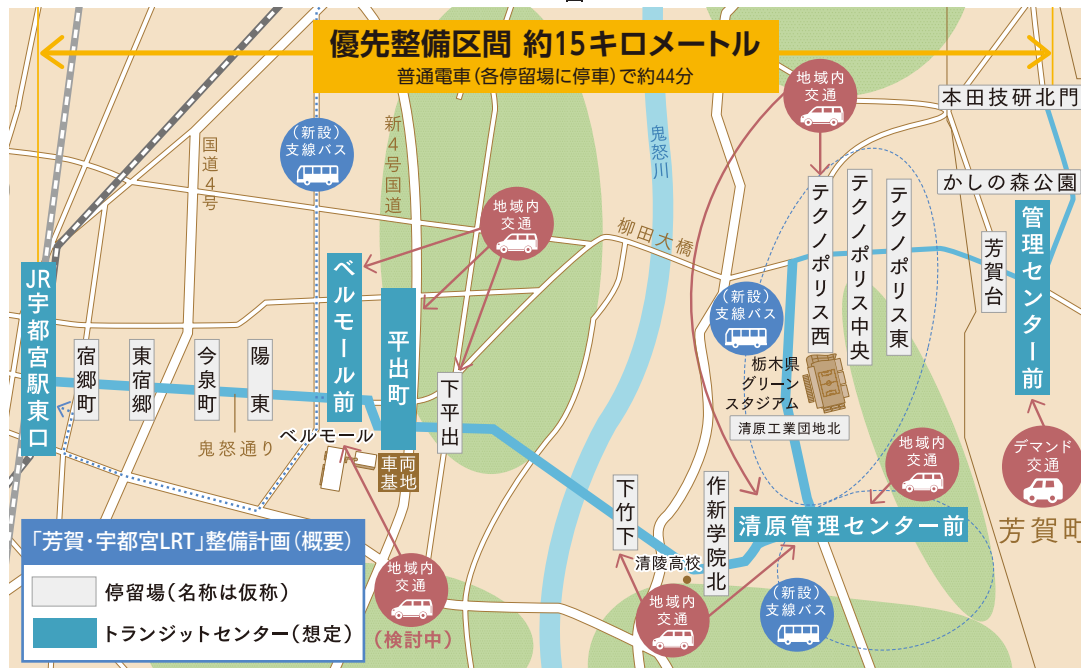 優先整備区間 約15キロメートル
普通電車(各停留場に停車)で約44分
地域内
交通
本田技研北門
国道4号
(新設)
支線バス
新4号国道
鬼怒川
かしの森公園
テクノポリス西
テクノポリス中央
テクノポリス東
地域内
交通
柳田大橋
管理センター前
芳賀台
JR宇都宮駅東口
ベルモール前
平出町
(新設)
支線バス
宿郷町
東宿郷
今泉町
陽東
下平出
栃木県
グリーン
スタジアム
清原工業団地北
鬼怒通り
ベルモール
車両
基地
地域内
交通
デマンド
交通
芳賀町
下竹下
作新学院北
清原管理センター前
清陵高校
「芳賀・宇都宮LRT」整備計画(概要)
停留場(名称は仮称)
トランジットセンター(想定)
地域内
交通
(検討中)
地域内
交通
(新設)
支線バス